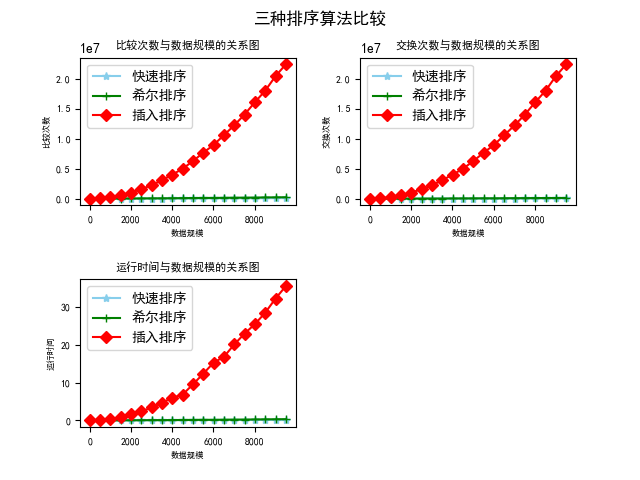 三种排序算法比较
比较次数与数据规模的关系图
1e7
快速排序
希尔排序
插入排序
2.0
1.5
1.0
0.5
0.0
比较次数
0 2000 4000 6000 8000
数据规模
交换次数与数据规模的关系图
1e7
快速排序
希尔排序
插入排序
2.0
1.5
1.0
0.5
0.0
交换次数
0 2000 4000 6000 8000
数据规模
运行时间与数据规模的关系图
快速排序
希尔排序
插入排序
30
20
10
0
运行时间
0 2000 4000 6000 8000
数据规模